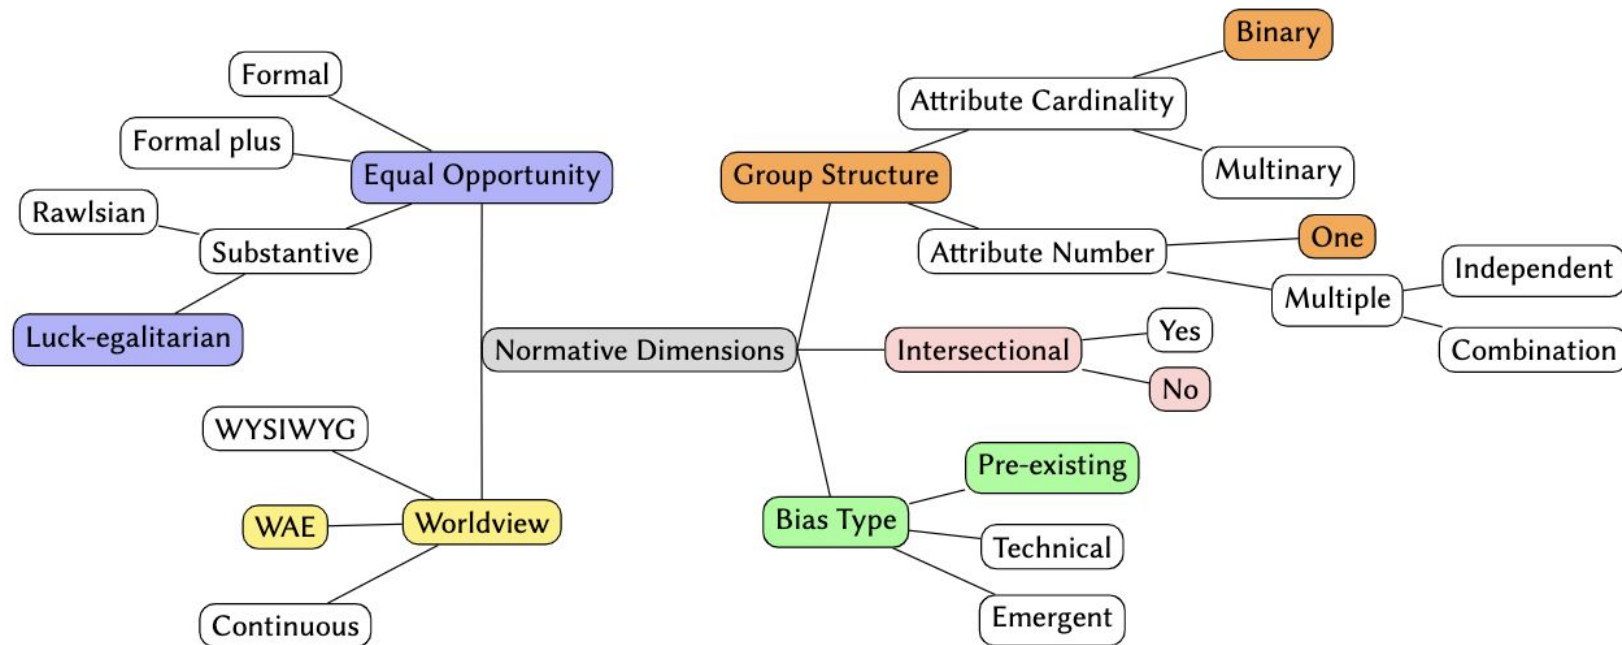 Binary
Formal
Attribute Cardinality
Formal plus
Equal Opportunity
Group Structure
Multinary
Rawlsian
Substantive
Attribute Number
One
Independent
Multiple
Luck-egalitarian
Normative Dimensions
Intersectional
Yes
Combination
No
WYSIWYG
Pre-existing
WAE
Worldview
Bias Type
Technical
Continuous
Emergent